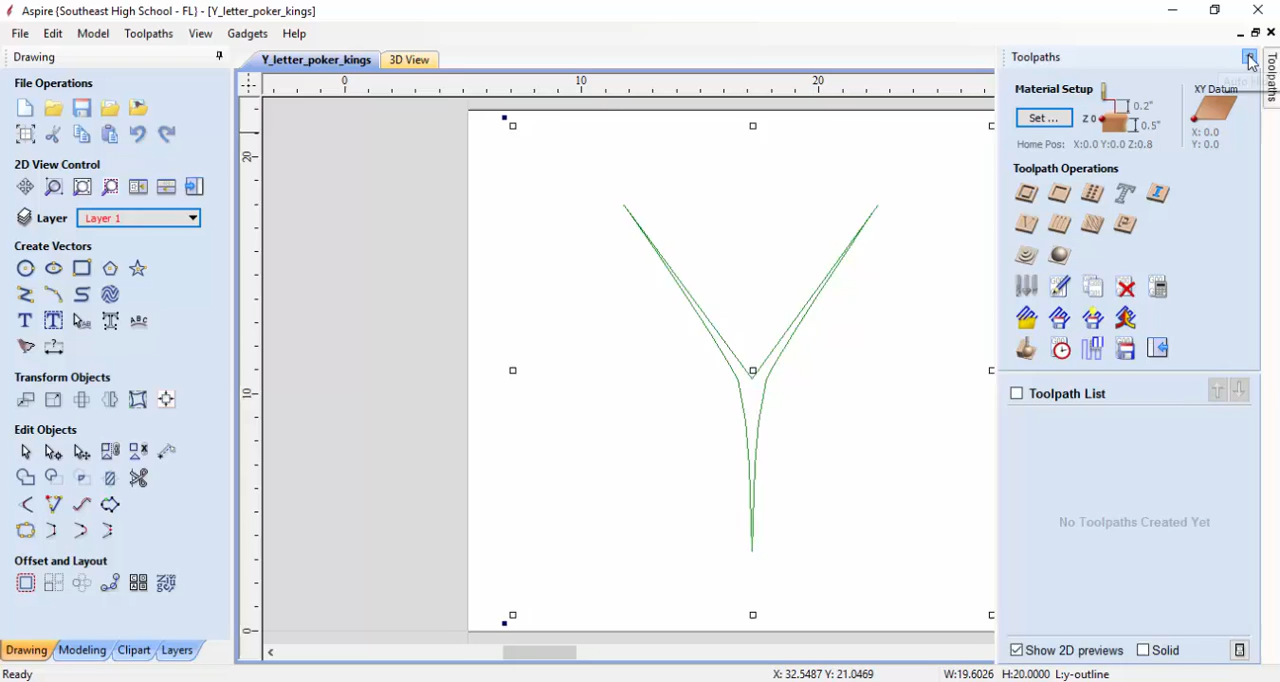 Aspire {Southeast High School - FL} - [Y_letter_poker_kings]
File Edit Model Toolpaths View Gadgets Help
Drawing
File Operations
2D View Control
Layer Layer 1
Create Vectors
Transform Objects
Edit Objects
Offset and Layout
Drawing Modeling Clipart Layers
Ready
Y_letter_poker_kings 3D View
0 10 20
20
10
0
X: 32.5487 Y: 21.0469 W:19.6026 H:20.0000 L:y-outline
Toolpaths
Toolpaths
Material Setup
Set ...
Z 0
0.2"
0.5"
XY Datum
X: 0.0
Y: 0.0
Home Pos: X:0.0 Y:0.0 Z:0.8
Toolpath Operations
Toolpath List
No Toolpaths Created Yet
Show 2D previews Solid